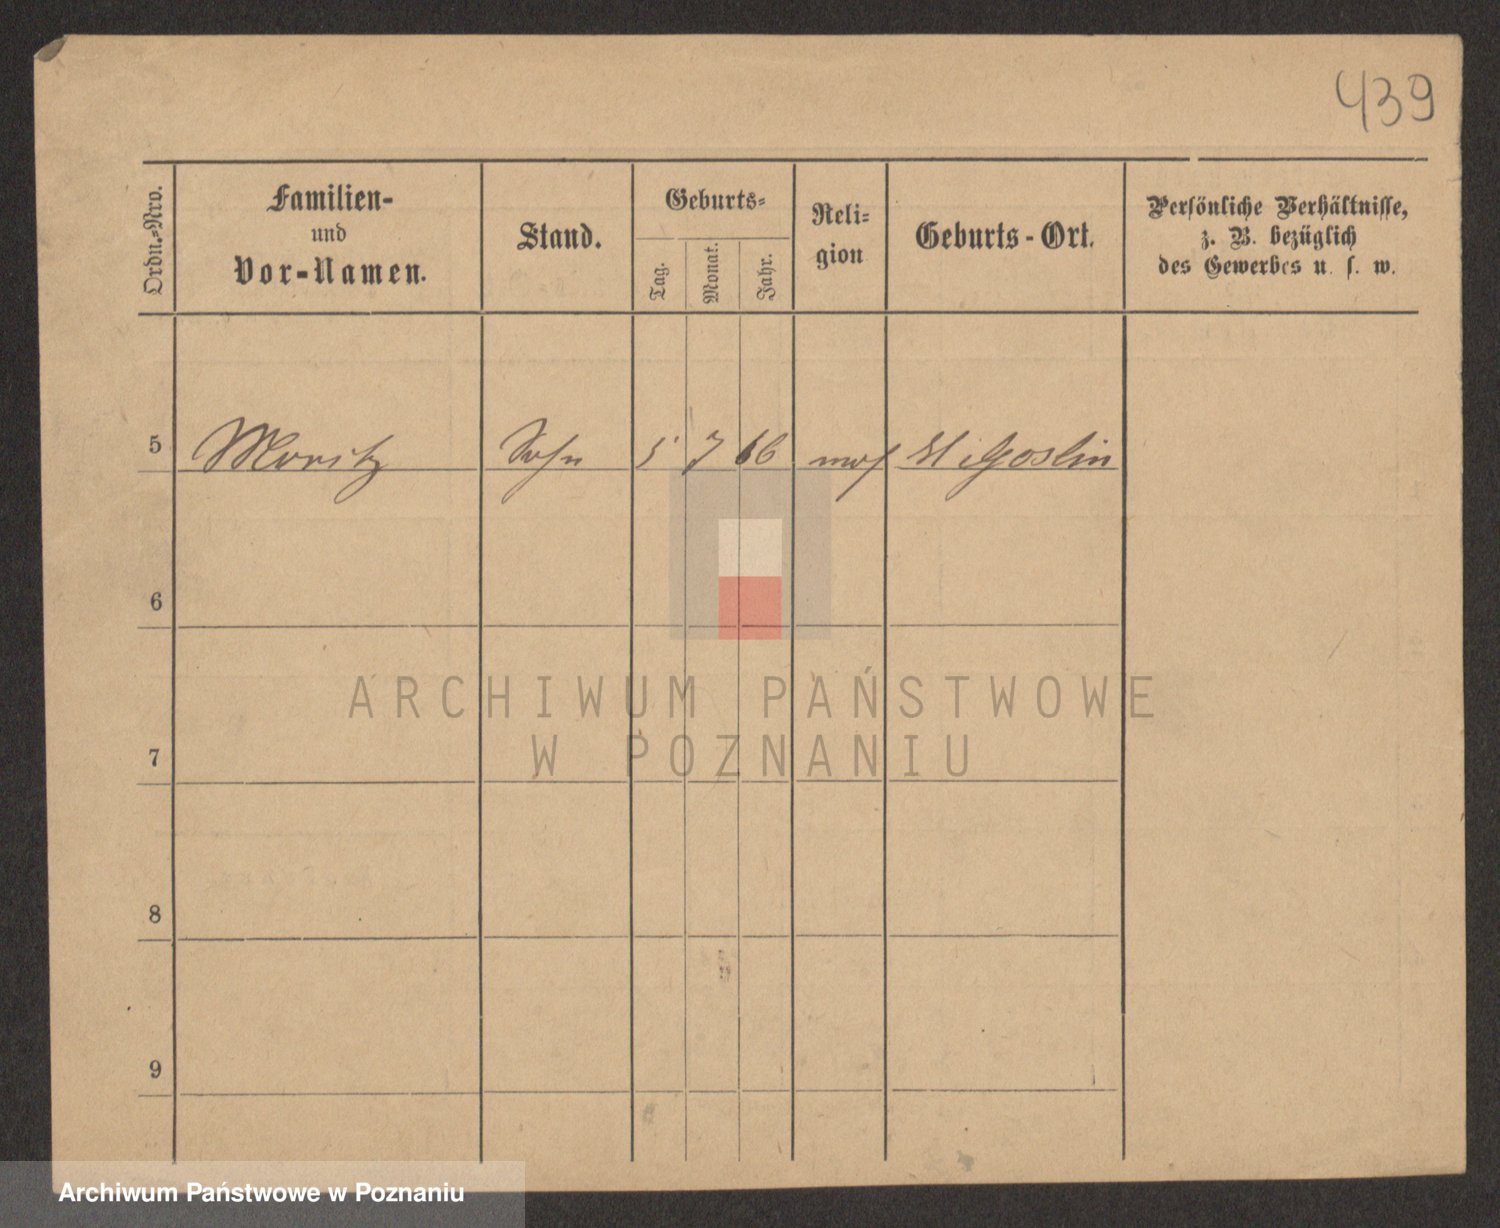 439
Ordn.-Nro.
Familien-
und
Vor-Namen.
Stand.
Geburts-
Tag.
Monat.
Jahr.
Reli-
gion
Geburts-Ort.
Persönliche Verhältnisse,
z. B. bezüglich
des Gewerbes u. s. w.
5 Moritz Sohn 5 7 66 mos Goslin
6
7
8
9
ARCHIWUM PAŃSTWOWE
W POZNANIU
Archiwum Państwowe w Poznaniu